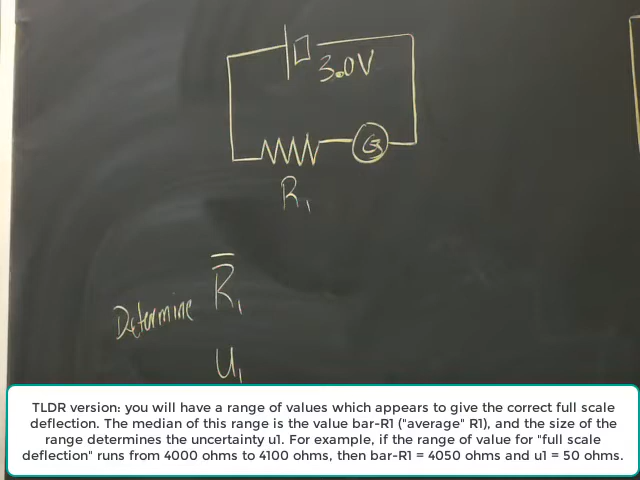 3.0V
G
R₁
Determine R̅₁
u₁
TLDR version: you will have a range of values which appears to give the correct full scale
deflection. The median of this range is the value bar-R1 ("average" R1), and the size of the
range determines the uncertainty u1. For example, if the range of value for "full scale
deflection" runs from 4000 ohms to 4100 ohms, then bar-R1 = 4050 ohms and u1 = 50 ohms.